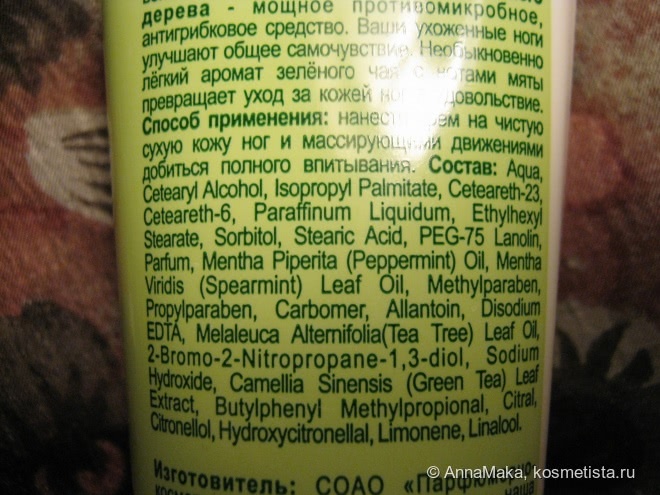 дерева - мощное противомикробное,
антигрибковое средство. Ваши ухоженные ноги
улучшают общее самочувствие. Необыкновенно
лёгкий аромат зелёного чая с нотами мяты
превращает уход за кожей ног в удовольствие.
Способ применения: нанести крем на чистую
сухую кожу ног и массирующими движениями
добиться полного впитывания. Состав: Aqua,
Cetearyl Alcohol, Isopropyl Palmitate, Ceteareth-23,
Ceteareth-6, Paraffinum Liquidum, Ethylhexyl
Stearate, Sorbitol, Stearic Acid, PEG-75 Lanolin,
Parfum, Mentha Piperita (Peppermint) Oil, Mentha
Viridis (Spearmint) Leaf Oil, Methylparaben,
Propylparaben, Carbomer, Allantoin, Disodium
EDTA, Melaleuca Alternifolia(Tea Tree) Leaf Oil,
2-Bromo-2-Nitropropane-1,3-diol, Sodium
Hydroxide, Camellia Sinensis (Green Tea) Leaf
Extract, Butylphenyl Methylpropional, Citral,
Citronellol, Hydroxycitronellal, Limonene, Linalool.
Изготовитель: СОАО «Парфюмерно-
© AnnaMaka, kosmetista.ru